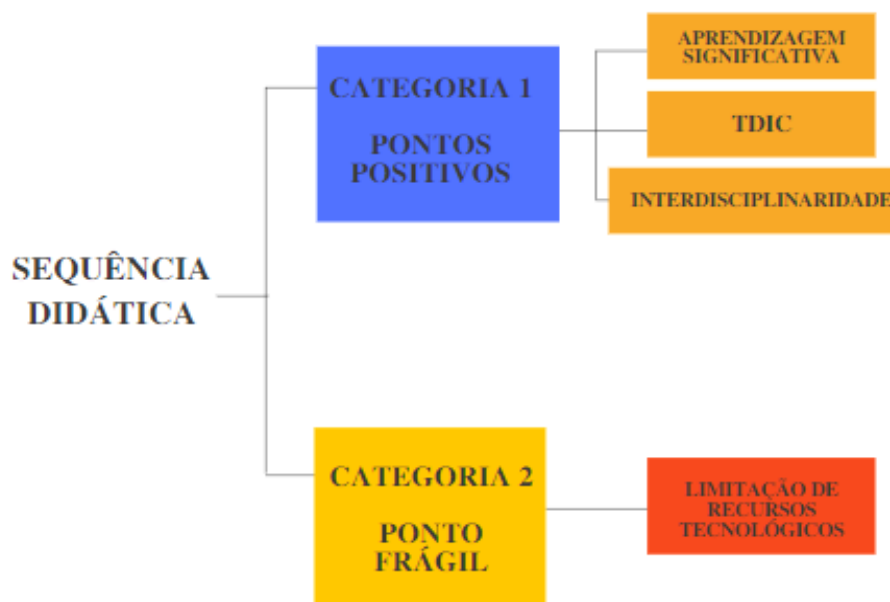 SEQUÊNCIA
DIDÁTICA
CATEGORIA 1
PONTOS
POSITIVOS
APRENDIZAGEM
SIGNIFICATIVA
TDIC
INTERDISCIPLINARIDADE
CATEGORIA 2
PONTO
FRÁGIL
LIMITAÇÃO DE
RECURSOS
TECNOLÓGICOS